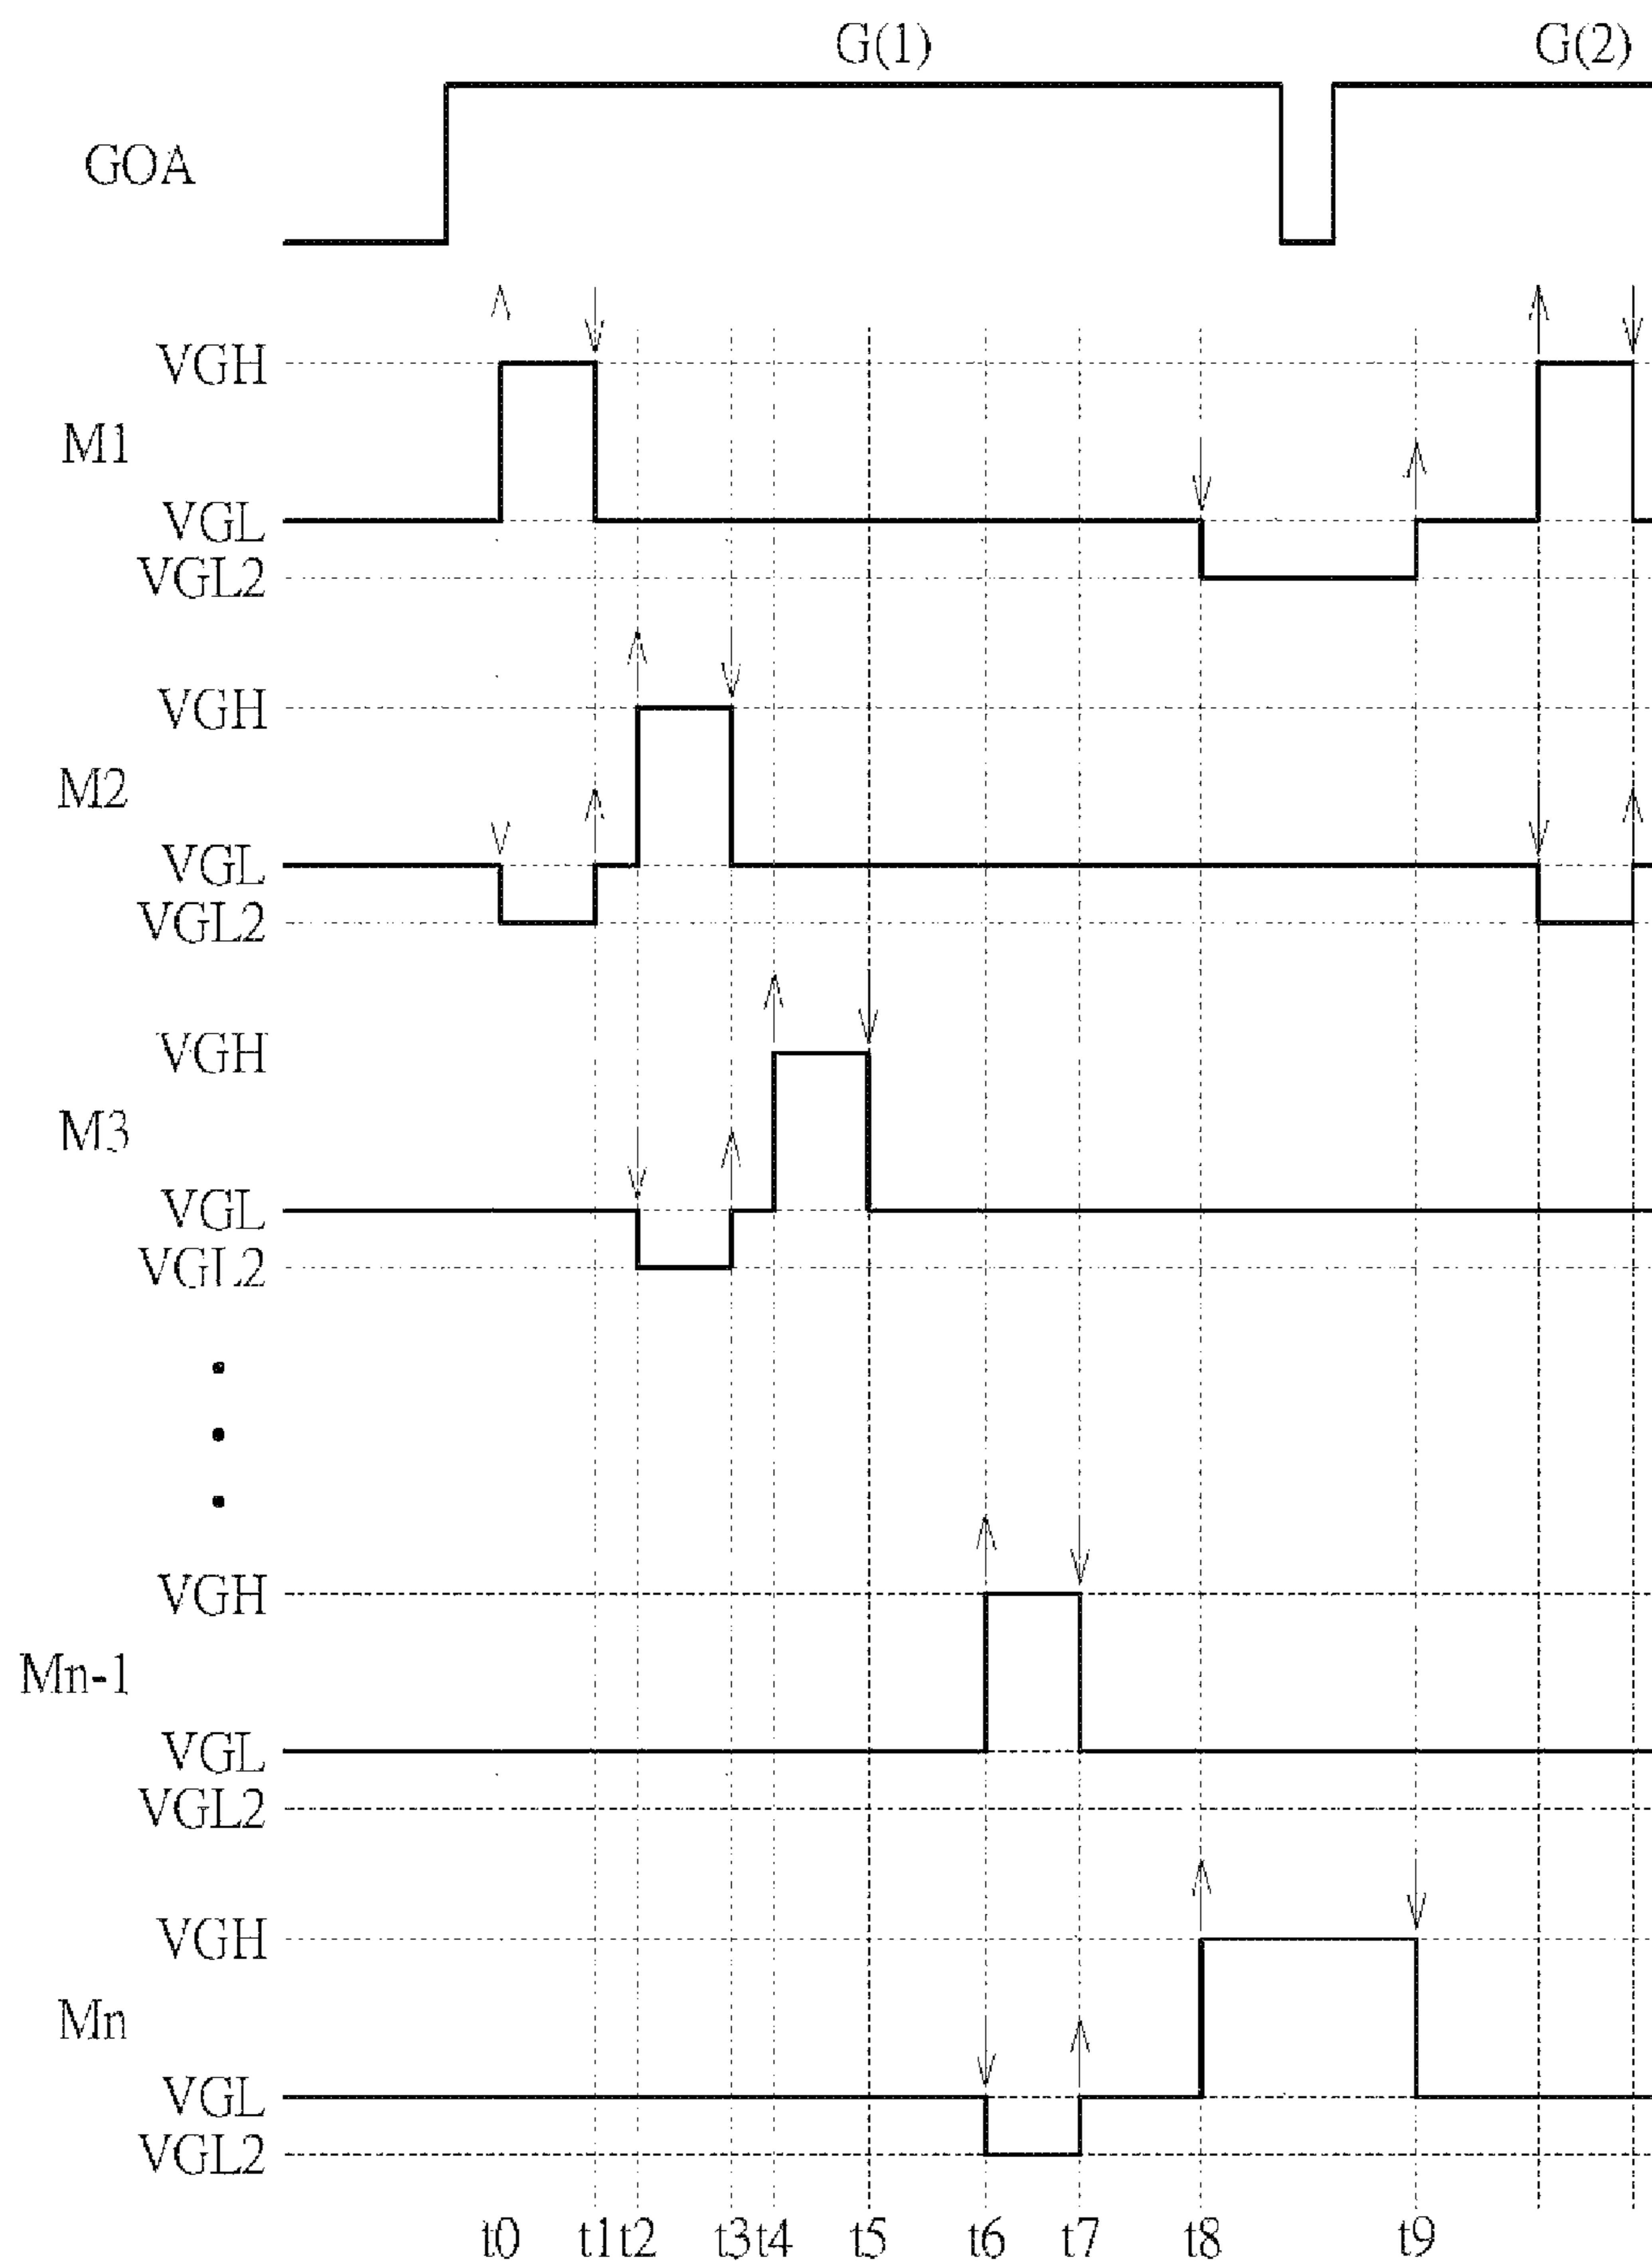 G(1) G(2)
GOA
VGH
M1
VGL
VGL2
VGH
M2
VGL
VGL2
VGH
M3
VGL
VGL2
VGH
Mn-1
VGL
VGL2
VGH
Mn
VGL
VGL2
t0 t1 t2 t3 t4 t5 t6 t7 t8 t9